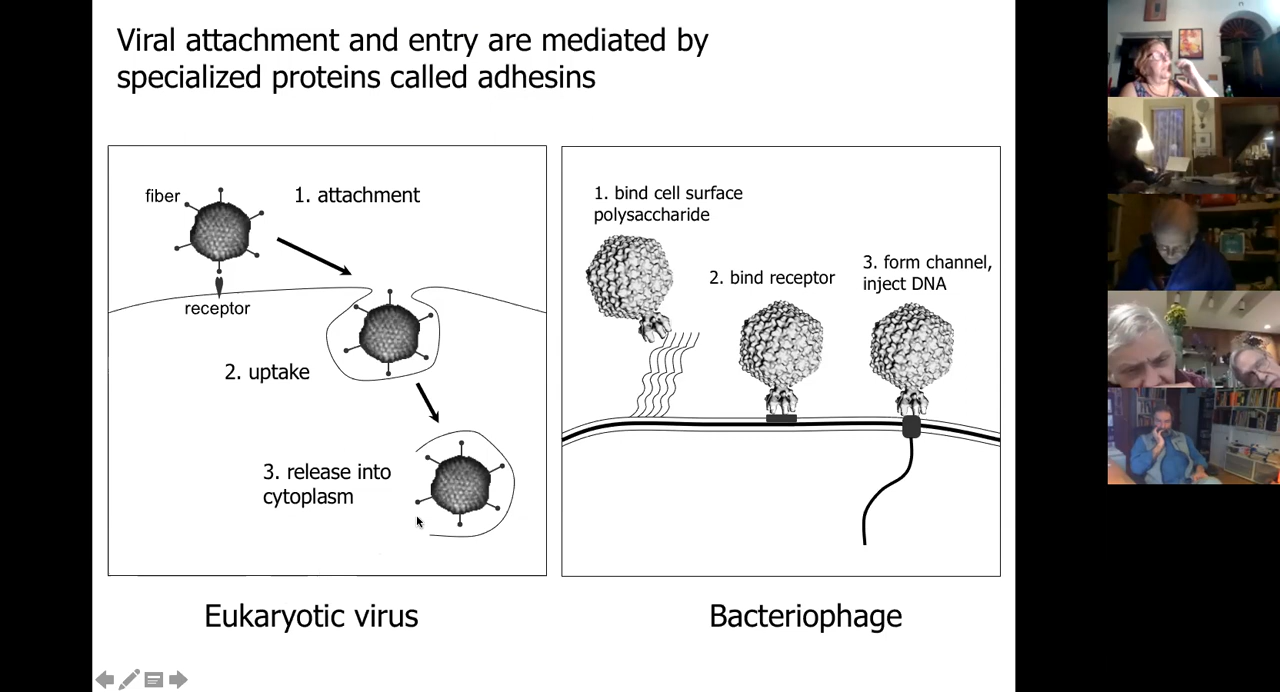 Viral attachment and entry are mediated by
specialized proteins called adhesins
fiber
1. attachment
receptor
2. uptake
3. release into
cytoplasm
1. bind cell surface
polysaccharide
2. bind receptor
3. form channel,
inject DNA
Eukaryotic virus
Bacteriophage